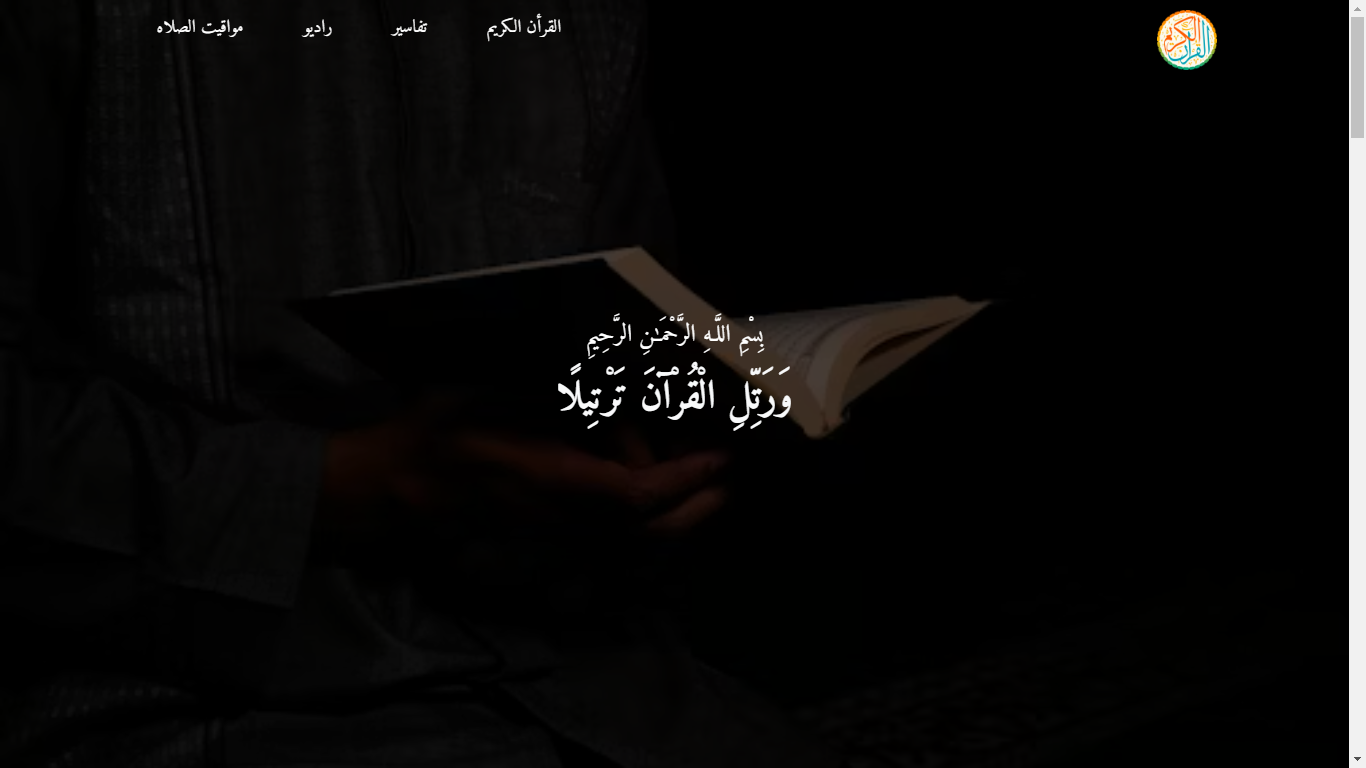 القرآن الكريم
القرأن الكريم تفاسير راديو مواقيت الصلاه
بِسْمِ اللَّهِ الرَّحْمَٰنِ الرَّحِيمِ
وَرَتِّلِ الْقُرْآنَ تَرْتِيلًا